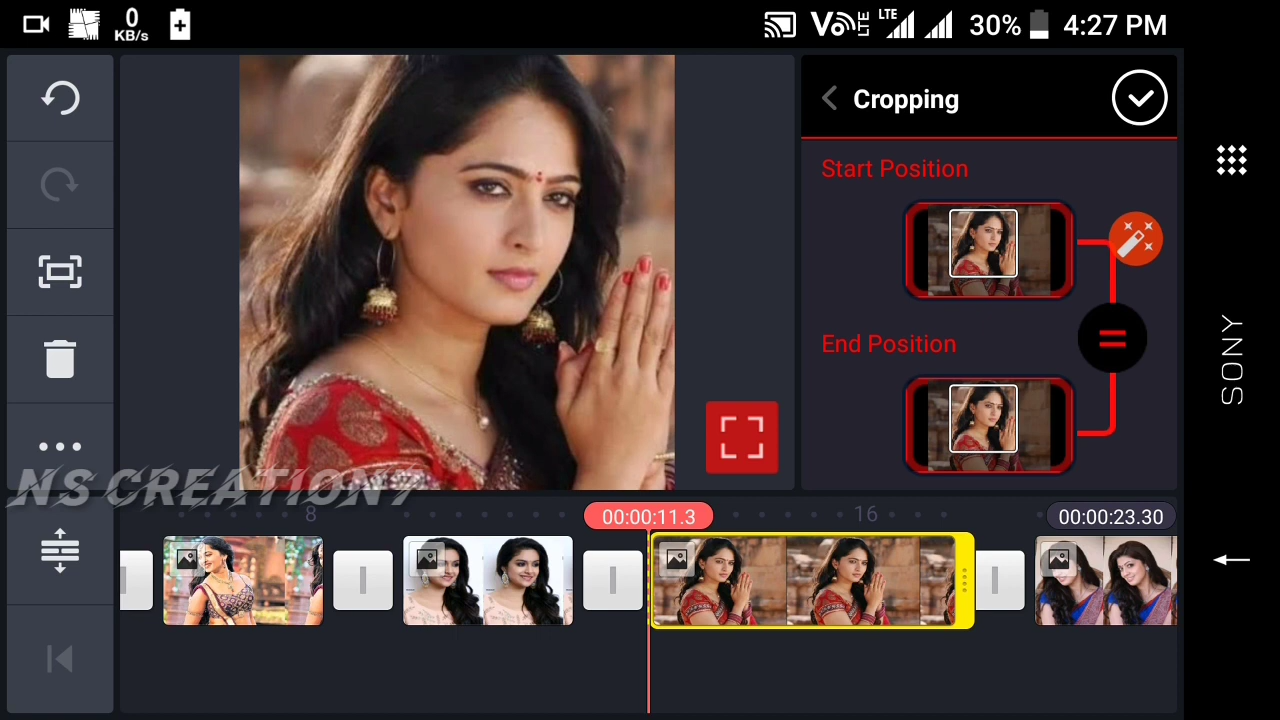 0
KB/s
VoLTE
LTE
30%
4:27 PM
Cropping
Start Position
End Position
SONY
NS CREATION7
8
00:00:11.3
16
00:00:23.30